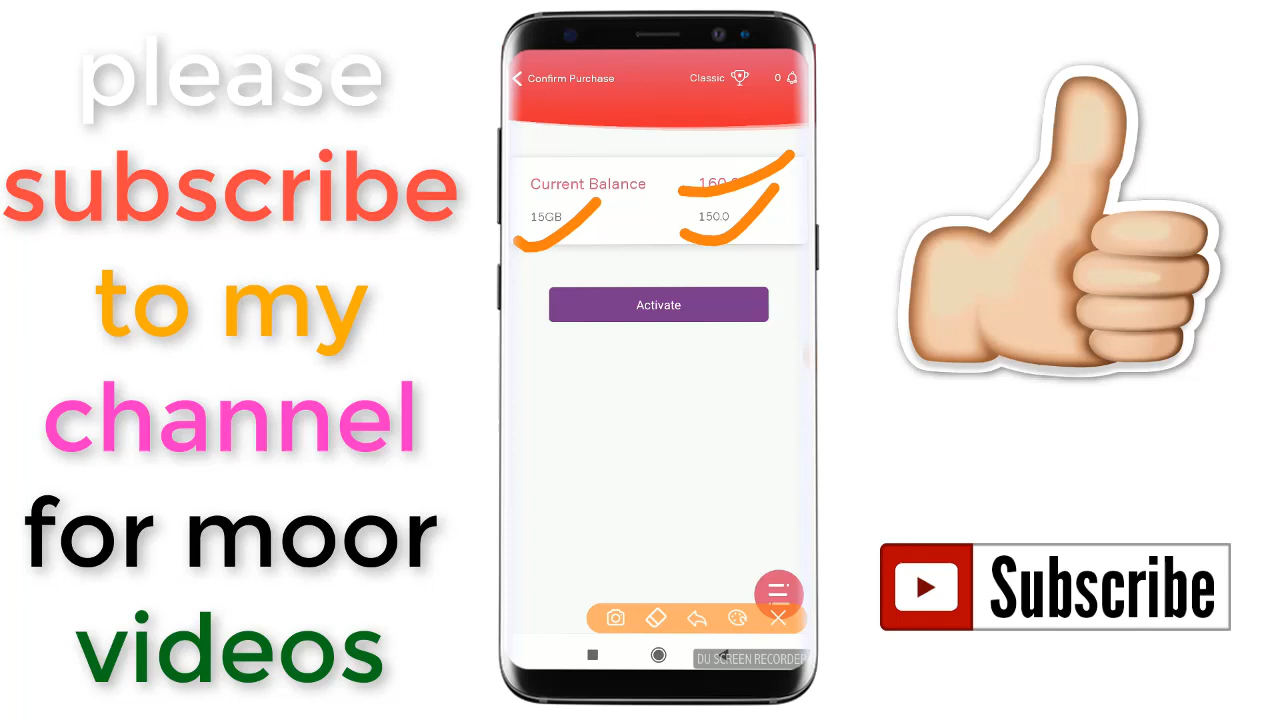 please
subscribe
to my
channel
for moor
videos
Confirm Purchase
Classic
0
Current Balance
15GB
150.0
Activate
DU SCREEN RECORDER
Subscribe